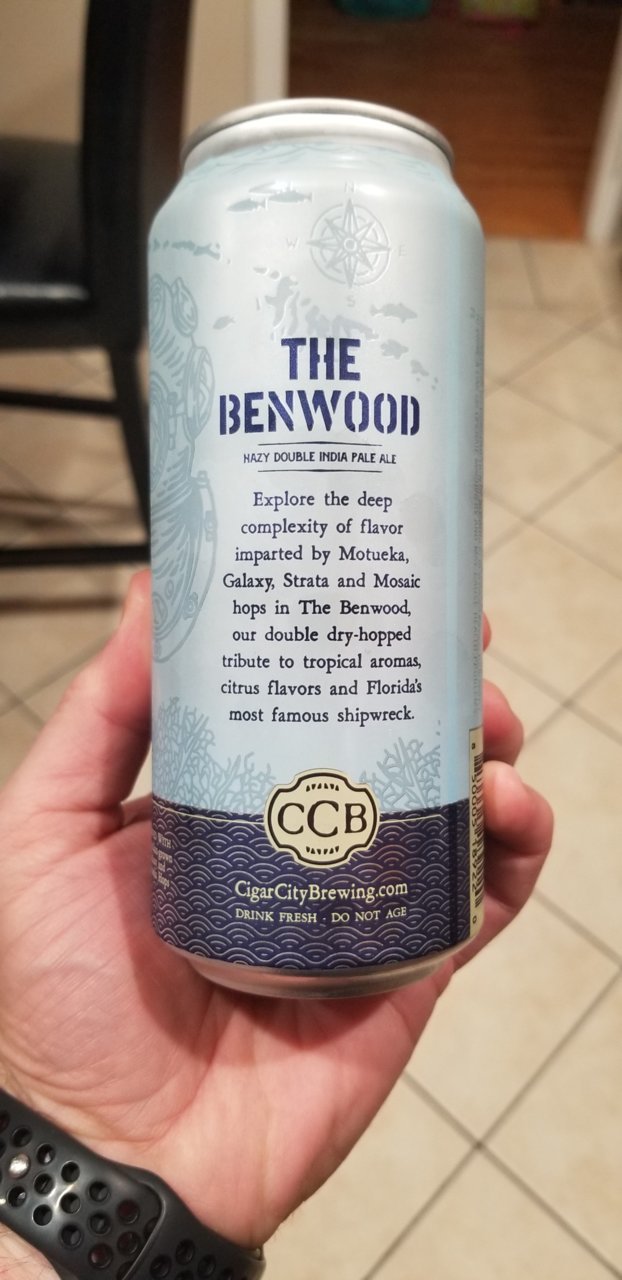 N
W
E
S
THE
BENWOOD
HAZY DOUBLE INDIA PALE ALE
Explore the deep
complexity of flavor
imparted by Motueka,
Galaxy, Strata and Mosaic
hops in The Benwood,
our double dry-hopped
tribute to tropical aromas,
citrus flavors and Florida's
most famous shipwreck.
CCB
CigarCityBrewing.com
DRINK FRESH · DO NOT AGE
WITH
Hops